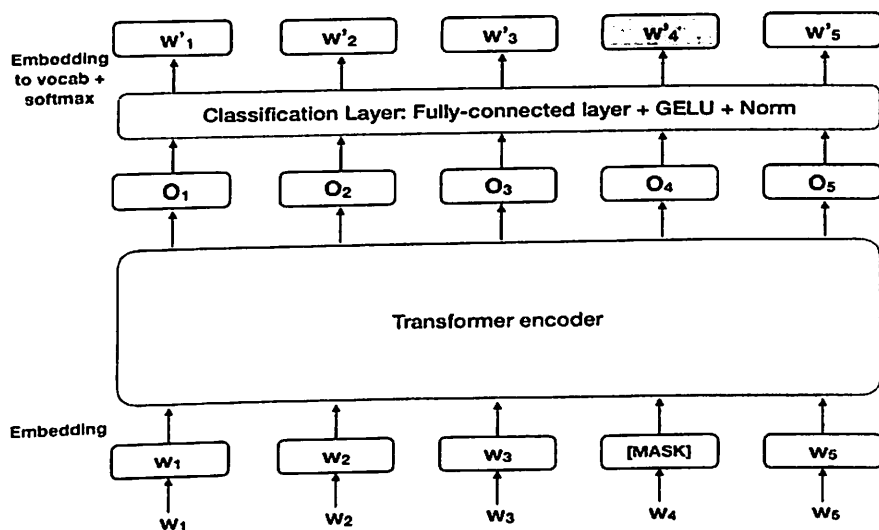 W'1 W'2 W'3 W'4 W'5
Embedding
to vocab +
softmax
Classification Layer: Fully-connected layer + GELU + Norm
O1 O2 O3 O4 O5
Transformer encoder
Embedding
W1 W2 W3 [MASK] W5
W1 W2 W3 W4 W5